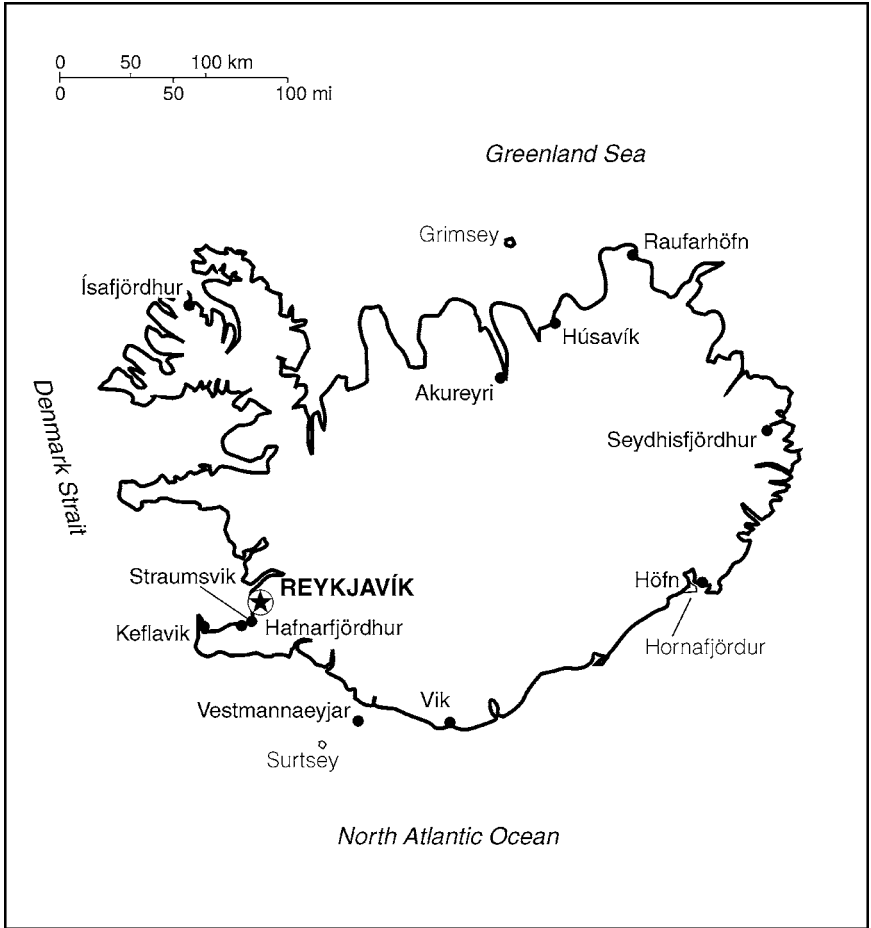 0 50 100 km
0 50 100 mi
Greenland Sea
Grimsey
Raufarhöfn
Ísafjördhur
Húsavík
Akureyri
Denmark Strait
Seydhisfjördhur
Straumsvik
REYKJAVÍK
Höfn
Keflavik
Hafnarfjördhur
Hornafjördur
Vestmannaeyjar
Vik
Surtsey
North Atlantic Ocean